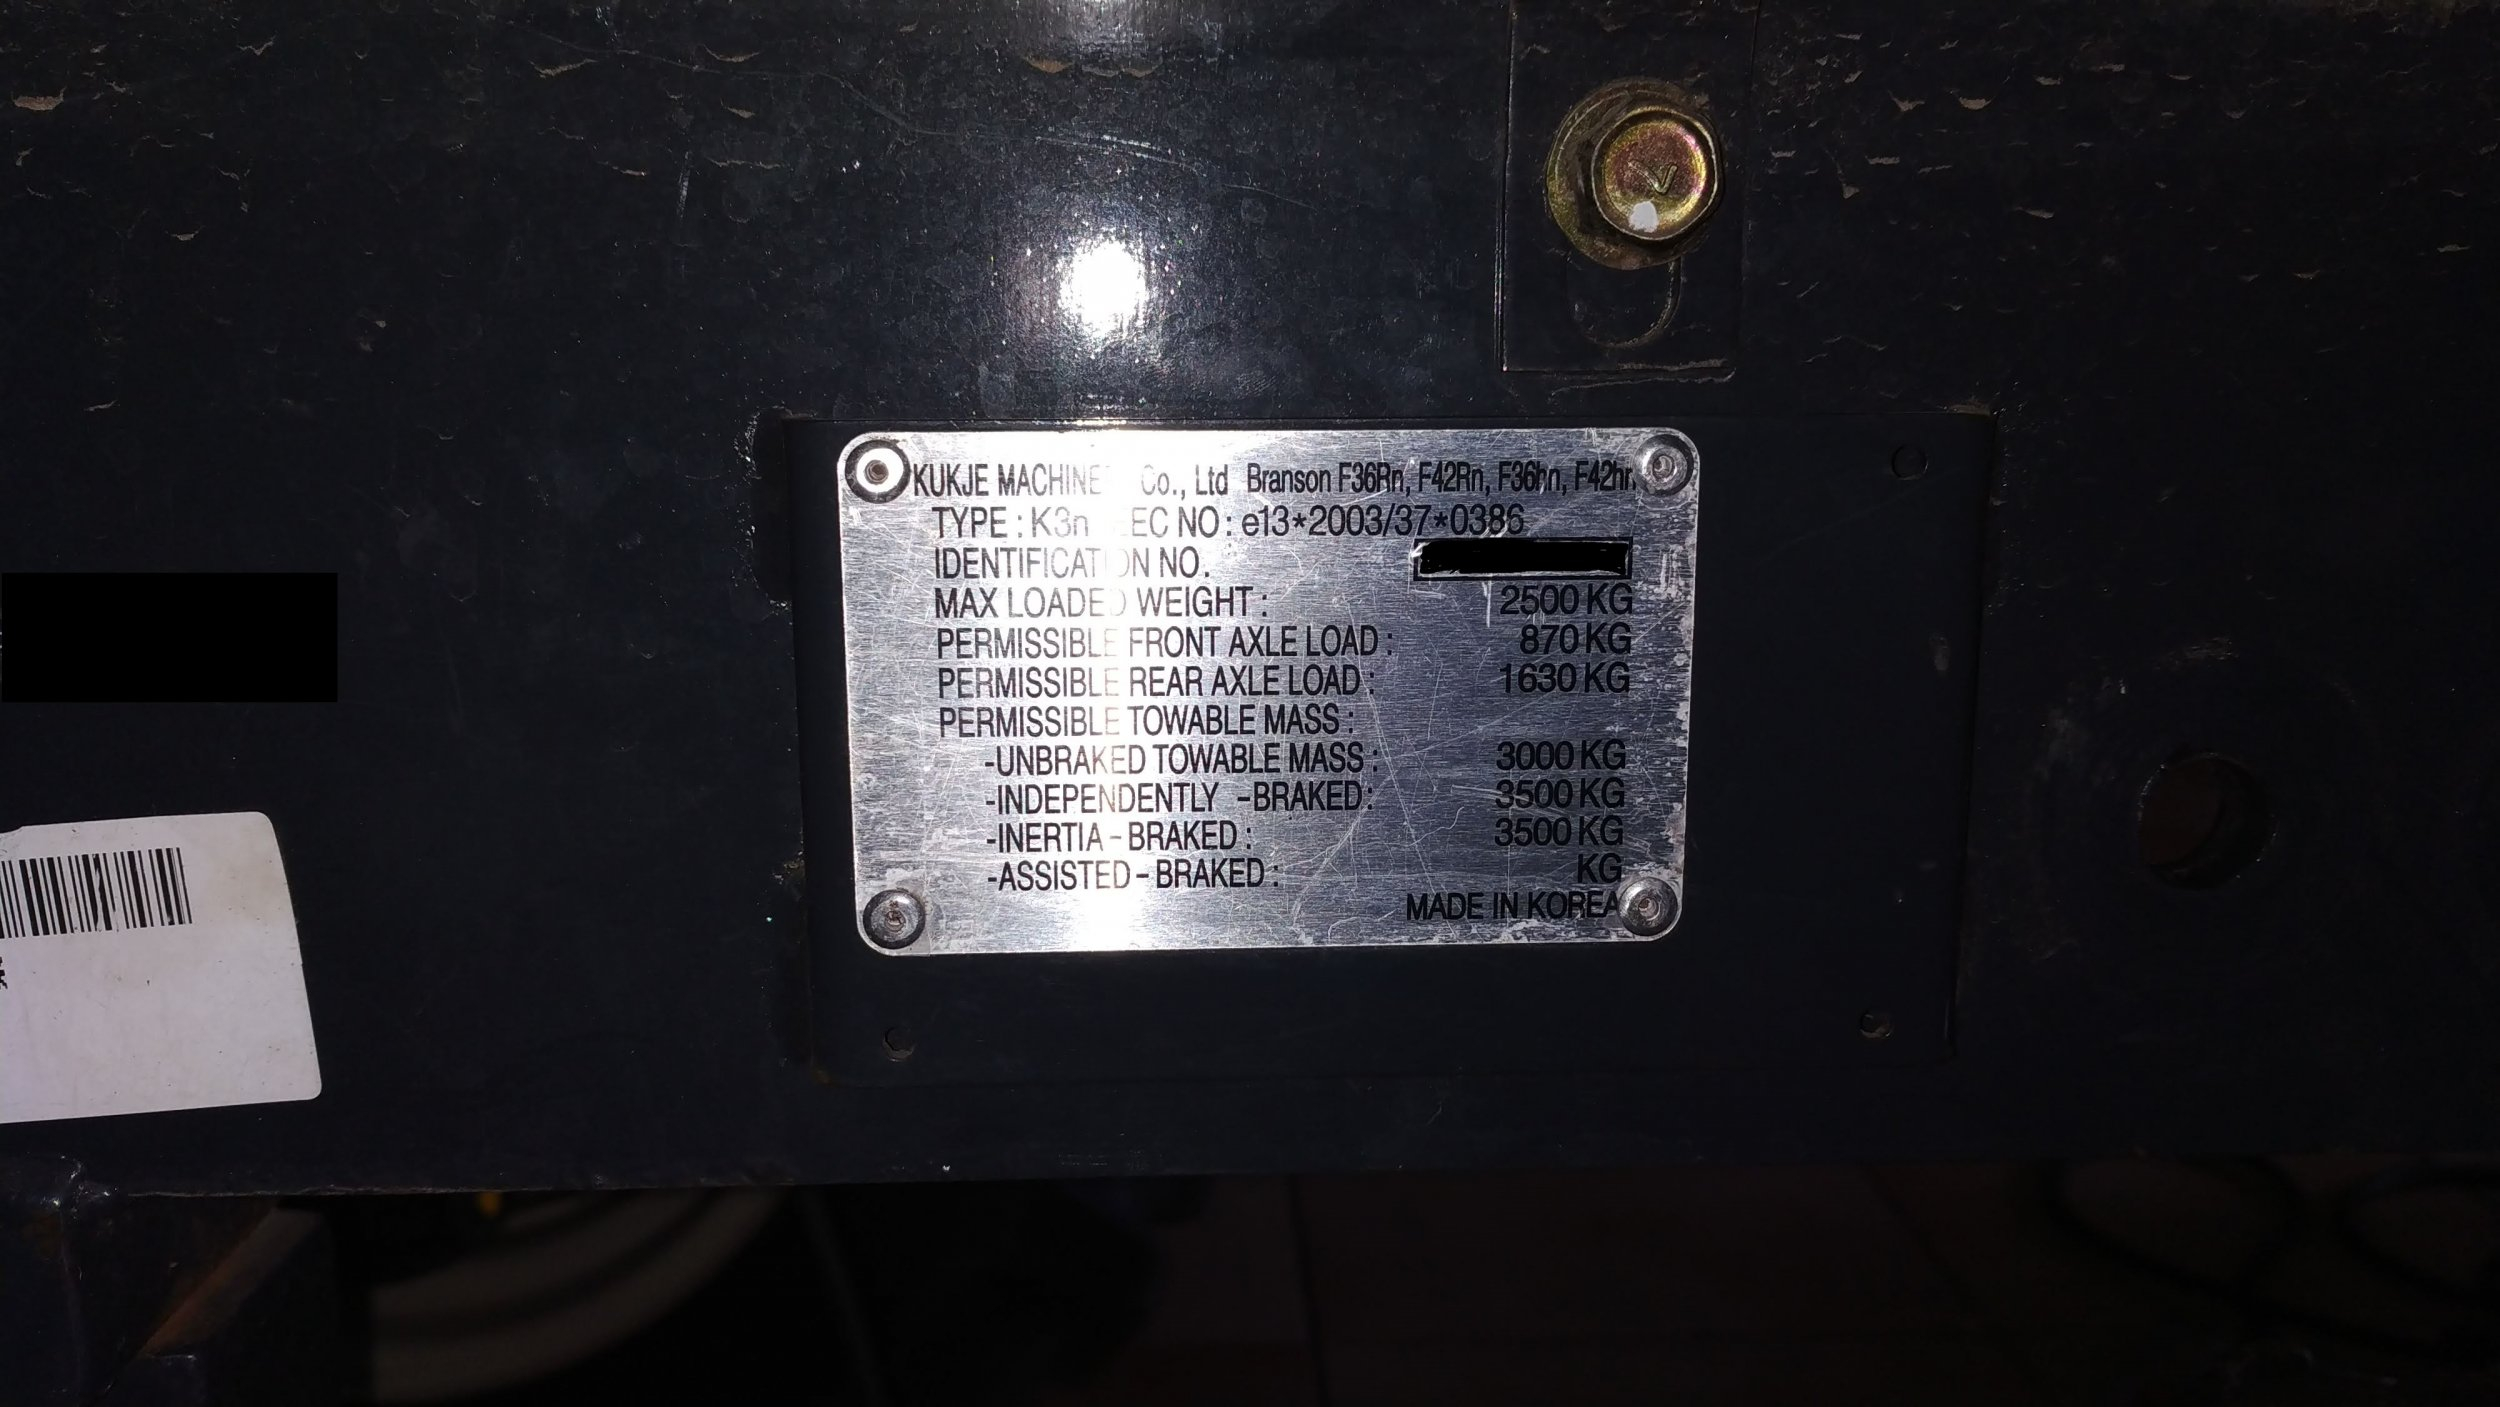 KUKJE MACHINE Co., Ltd Branson F36Rn, F42Rn, F36hn, F42hn
TYPE : K3n EC NO : e13*2003/37*0386
IDENTIFICATION NO.
MAX LOADED WEIGHT : 2500 KG
PERMISSIBLE FRONT AXLE LOAD : 870 KG
PERMISSIBLE REAR AXLE LOAD : 1630 KG
PERMISSIBLE TOWABLE MASS :
-UNBRAKED TOWABLE MASS : 3000 KG
-INDEPENDENTLY -BRAKED : 3500 KG
-INERTIA - BRAKED : 3500 KG
-ASSISTED - BRAKED : KG
MADE IN KOREA